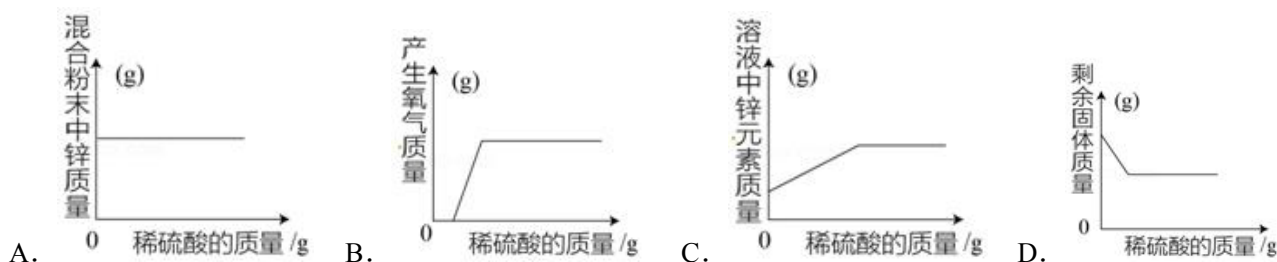 A.
混合粉末中锌质量
(g)
0
稀硫酸的质量/g
B.
产生氧气质量
(g)
0
稀硫酸的质量/g
C.
溶液中锌元素质量
(g)
0
稀硫酸的质量/g
D.
剩余固体质量
(g)
0
稀硫酸的质量/g